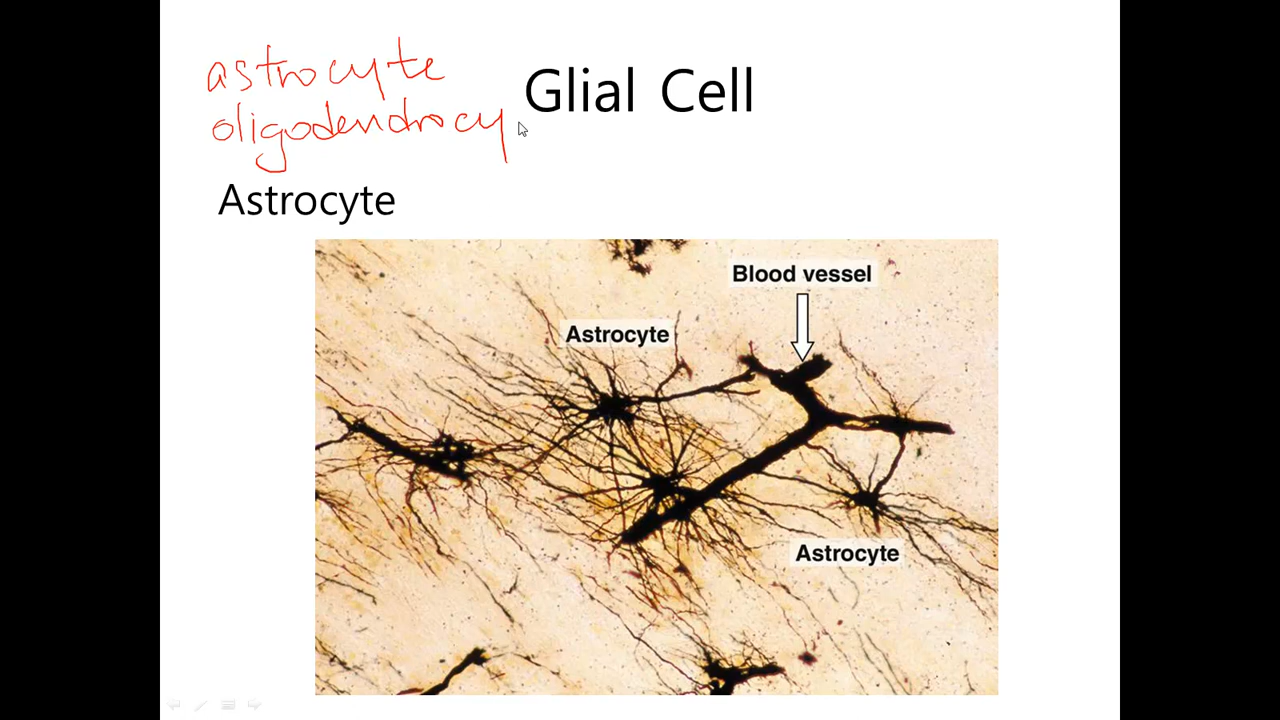 astrocyte
Glial Cell
oligodendrocy
Astrocyte
Blood vessel
Astrocyte
Astrocyte